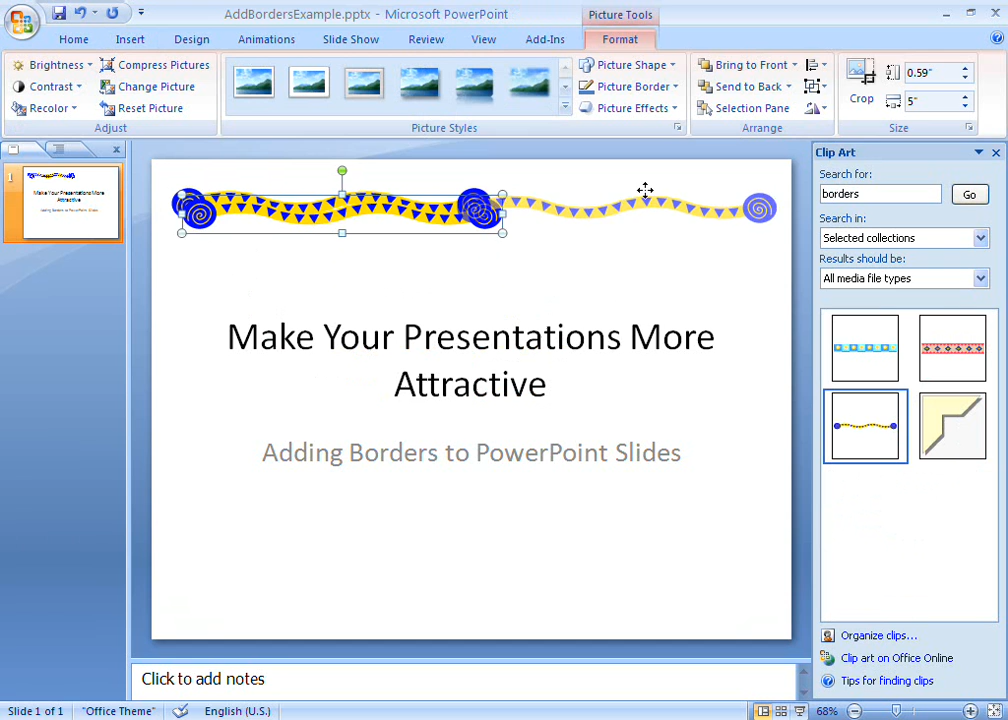 AddBordersExample.pptx - Microsoft PowerPoint
Picture Tools
Home Insert Design Animations Slide Show Review View Add-Ins Format
Brightness
Contrast
Recolor
Compress Pictures
Change Picture
Reset Picture
Adjust
Picture Styles
Picture Shape
Picture Border
Picture Effects
Bring to Front
Send to Back
Selection Pane
Arrange
Crop
0.59"
5"
Size
1
Make Your Presentations More
Attractive
Adding Borders to PowerPoint Slides
Make Your Presentations More
Attractive
Adding Borders to PowerPoint Slides
Click to add notes
Clip Art
Search for:
borders
Go
Search in:
Selected collections
Results should be:
All media file types
Organize clips...
Clip art on Office Online
Tips for finding clips
Slide 1 of 1 "Office Theme" English (U.S.) 68%